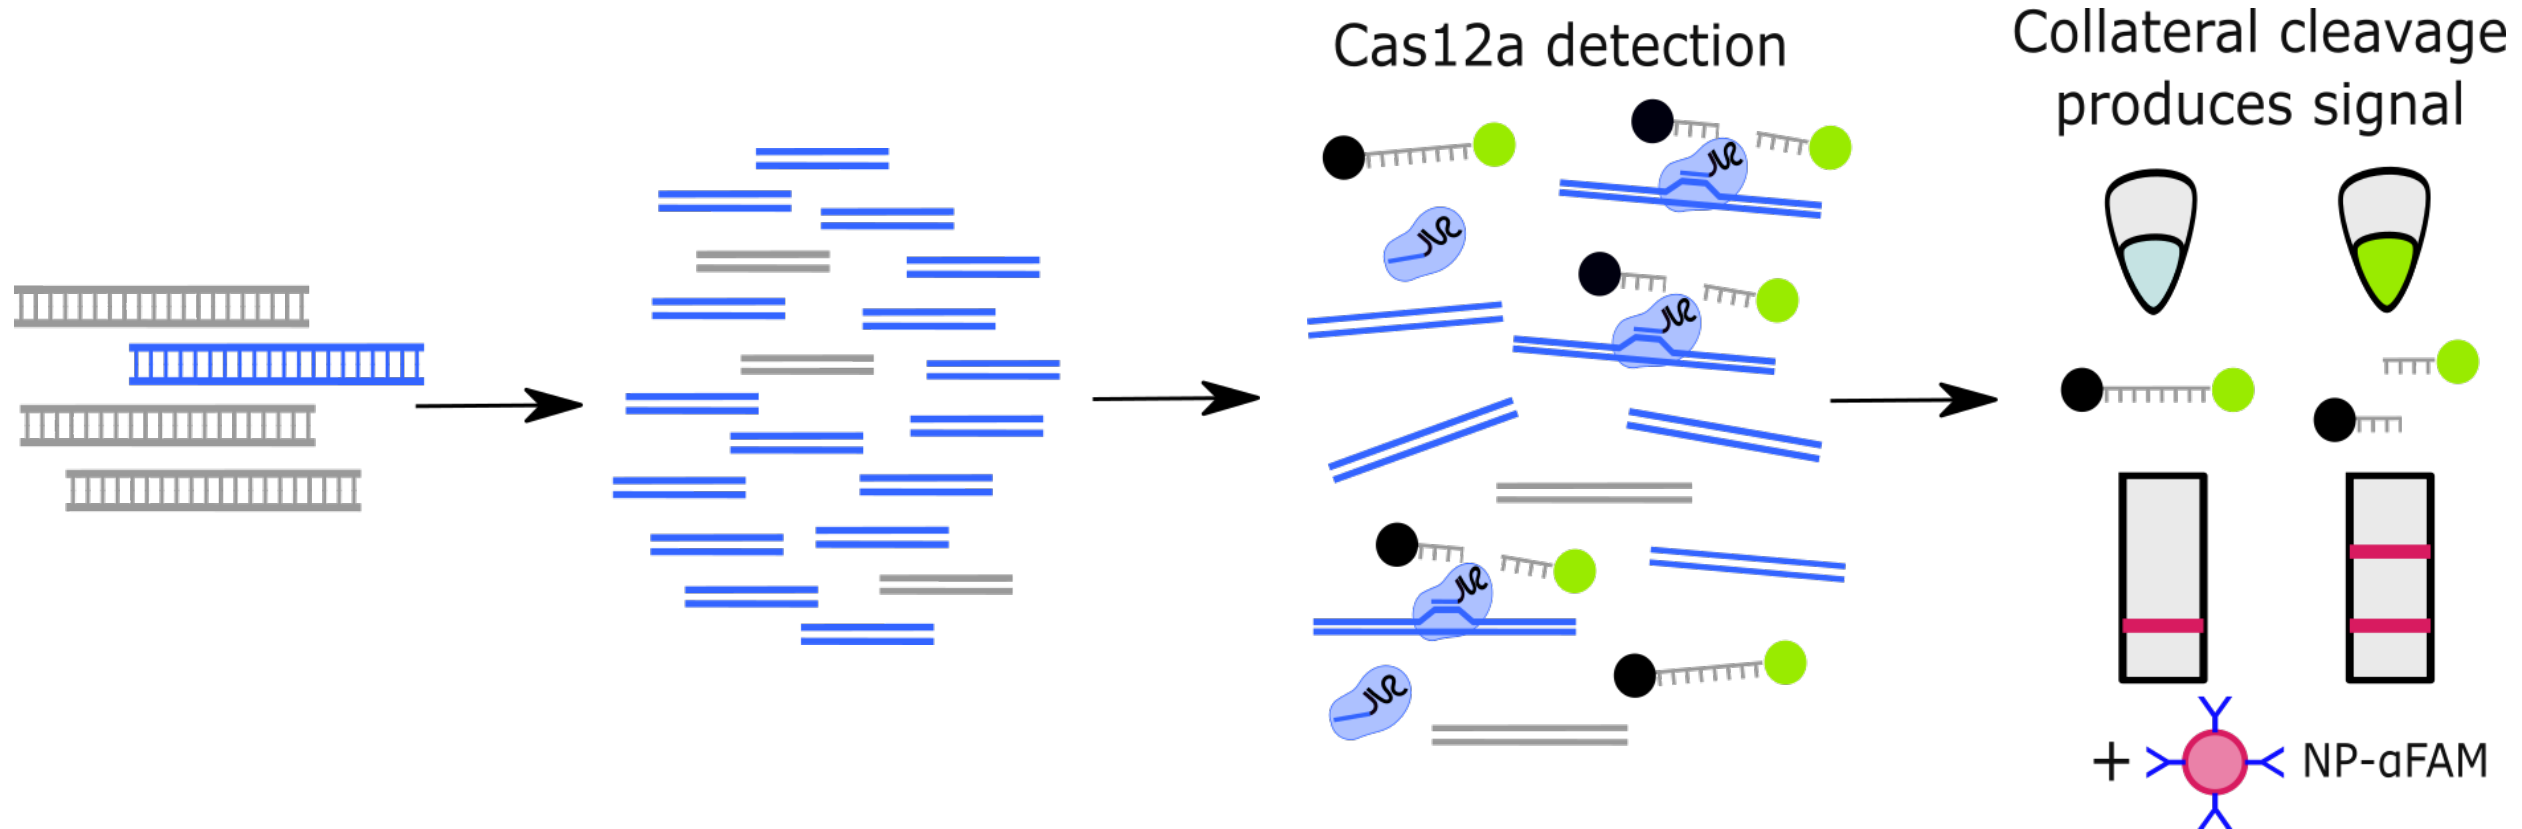 Cas12a detection
Collateral cleavage
produces signal
+ NP-αFAM